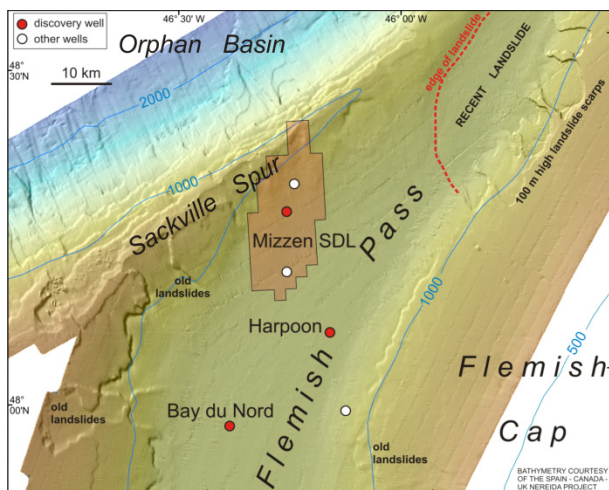 46°30'
46°00'
discovery well
other wells
Orphan Basin
48°
30'
10 km
2000
edge of landslide
RECENT LANDSLIDE
100 m high landslide scarps
1000
Sackville Spur
Mizzen SDL
Pass
old
landslides
1000
500
Harpoon
Flemish
Flemish
Cap
48°
00'
Bay du Nord
old
landslides
old
landslides
BATHYMETRY COURTESY
OF THE SPAIN - CANADA -
UK NEREIDA PROJECT